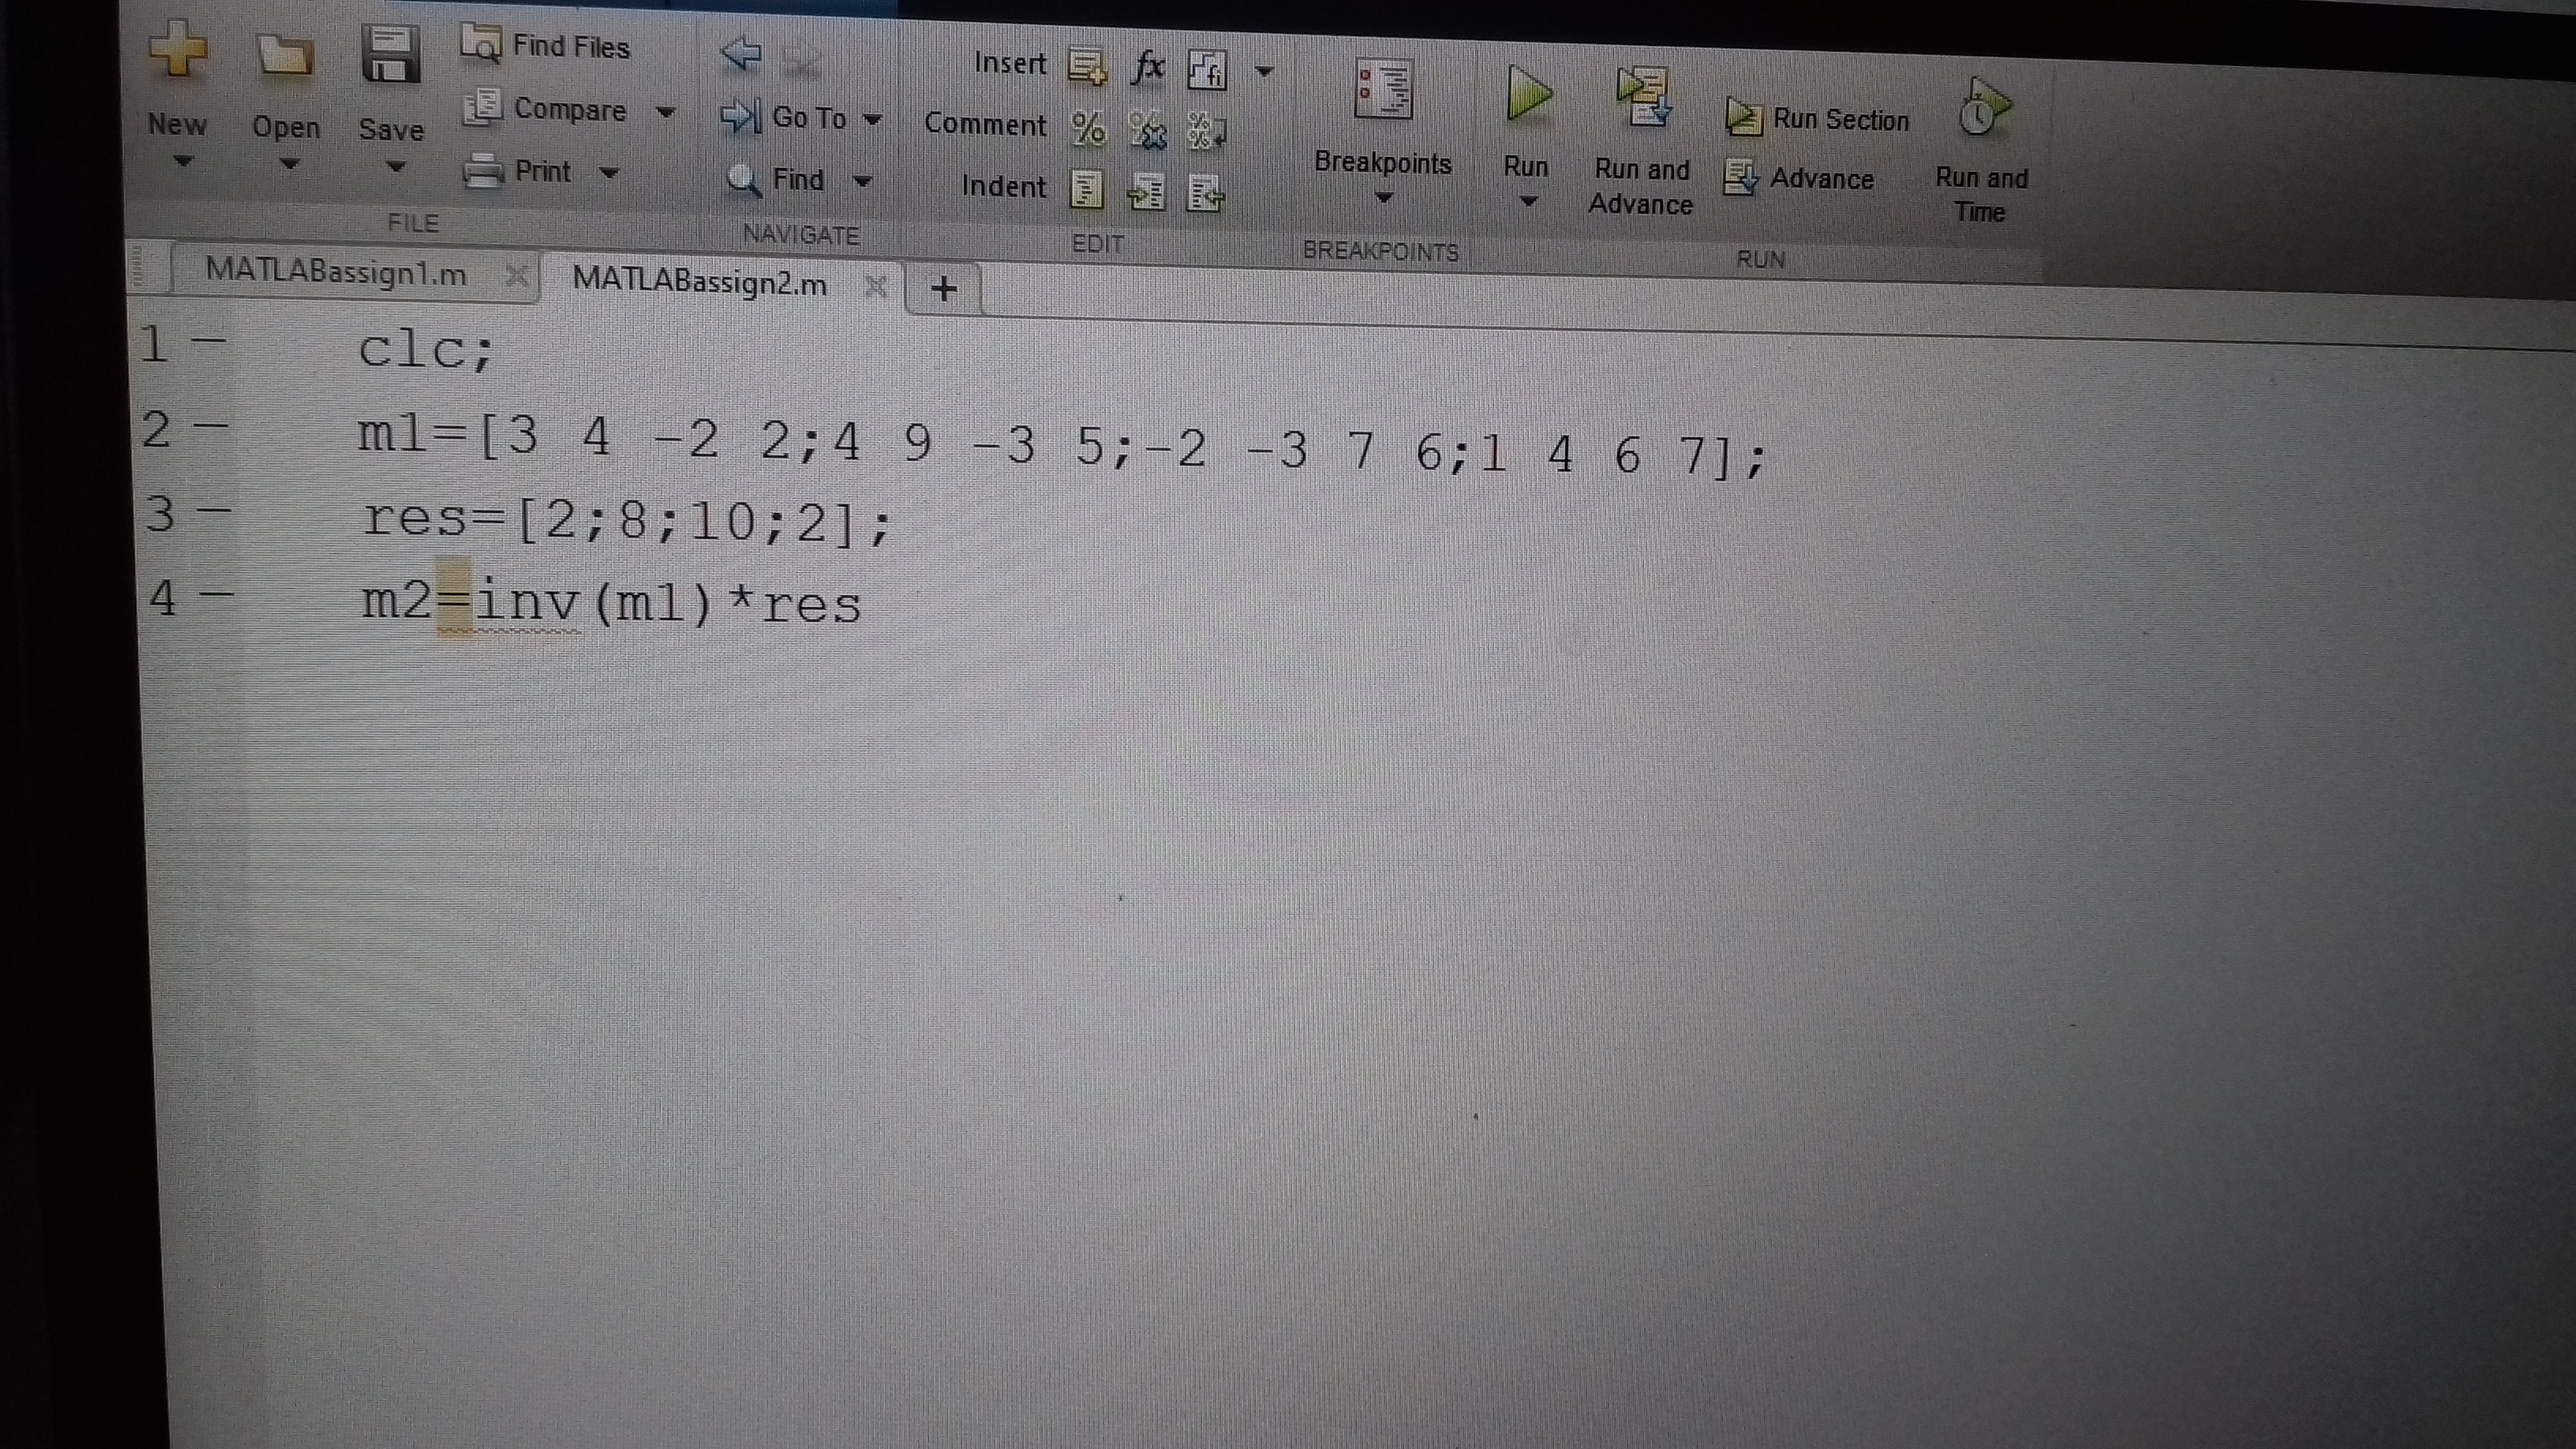 New
Open
Save
Find Files
Compare
Print
FILE
Go To
Find
NAVIGATE
Insert fx fi
Comment % % %
Indent
EDIT
Breakpoints
BREAKPOINTS
Run
Run and
Advance
Run Section
Advance
Run and
Time
RUN
MATLABassign1.m
MATLABassign2.m
+
1 - clc;
2 - m1=[3 4 -2 2;4 9 -3 5;-2 -3 7 6;1 4 6 7];
3 - res=[2;8;10;2];
4 - m2=inv(m1)*res